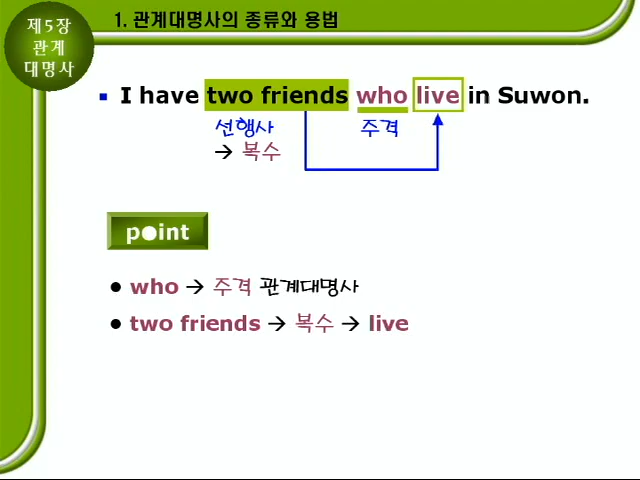 제5장
관계
대명사
1. 관계대명사의 종류와 용법
I have two friends who live in Suwon.
선행사 주격
→ 복수
point
who → 주격 관계대명사
two friends → 복수 → live